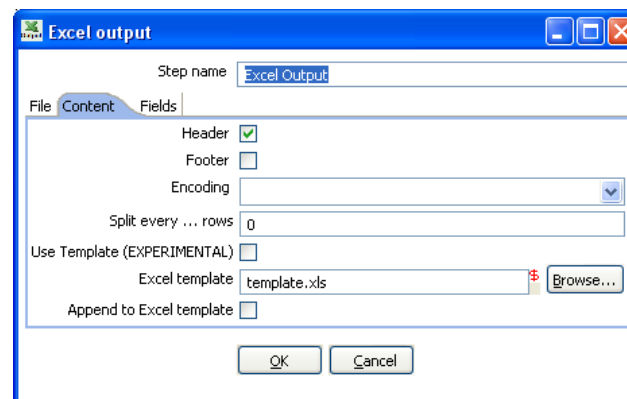 Excel output
Step name Excel Output
File Content Fields
Header
Footer
Encoding
Split every ... rows 0
Use Template (EXPERIMENTAL)
Excel template template.xls $ Browse...
Append to Excel template
OK Cancel